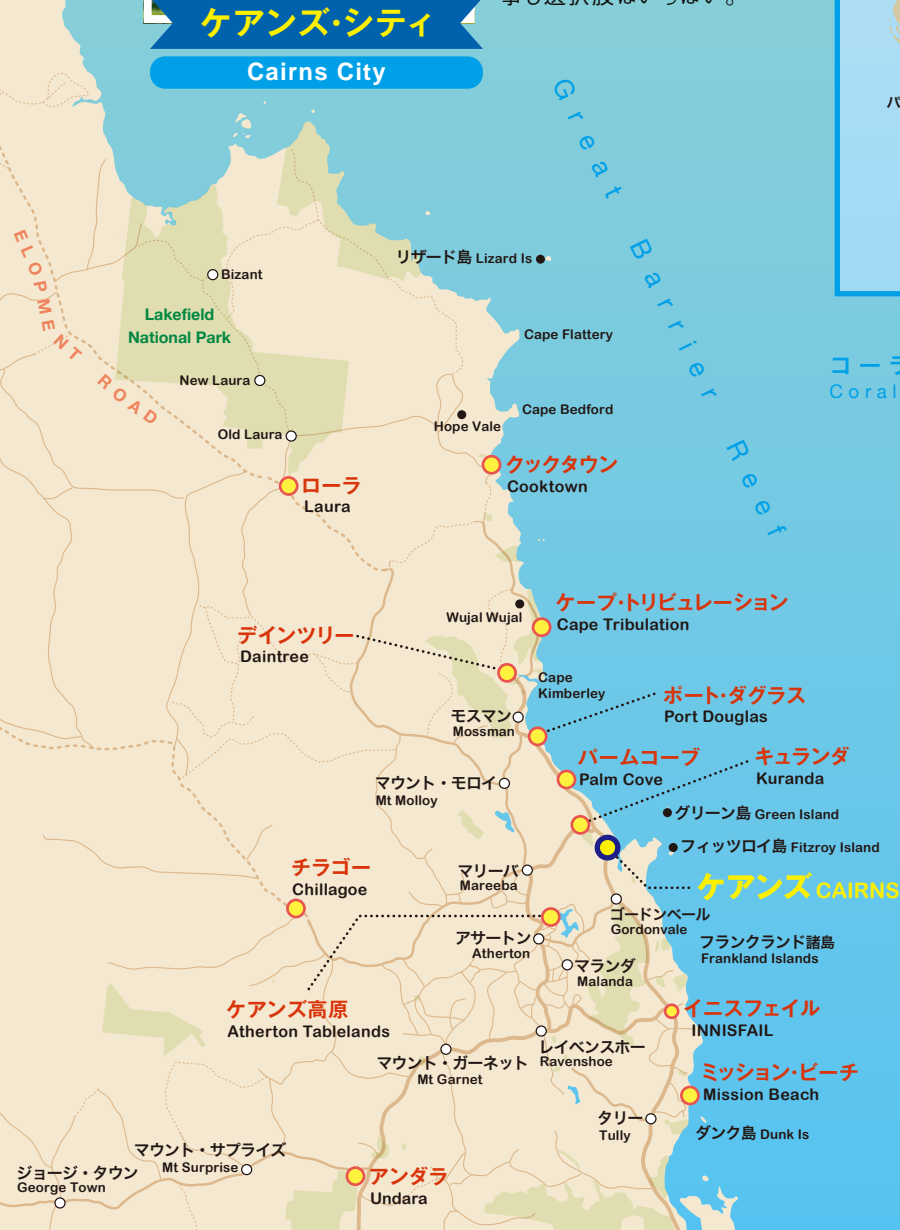 ケアンズ・シティ
Cairns City
Great Barrier Reef
リザード島 Lizard Is
Bizant
ELOPMENT ROAD
Lakefield
National Park
Cape Flattery
コーラ
Coral
New Laura
Cape Bedford
Hope Vale
Old Laura
クックタウン
Cooktown
ローラ
Laura
ケープ・トリビュレーション
Cape Tribulation
Wujal Wujal
デインツリー
Daintree
Cape
Kimberley
ポート・ダグラス
Port Douglas
モスマン
Mossman
パームコーブ
Palm Cove
キュランダ
Kuranda
マウント・モロイ
Mt Molloy
グリーン島 Green Island
フィッツロイ島 Fitzroy Island
チラゴー
Chillagoe
マリーバ
Mareeba
ケアンズ CAIRNS
ゴードンベール
Gordonvale
アサートン
Atherton
フランクランド諸島
Frankland Islands
マランダ
Malanda
ケアンズ高原
Atherton Tablelands
イニスフェイル
INNISFAIL
レイベンスホー
Ravenshoe
マウント・ガーネット
Mt Garnet
ミッション・ビーチ
Mission Beach
タリー
Tully
ダンク島 Dunk Is
マウント・サプライズ
Mt Surprise
ジョージ・タウン
George Town
アンダラ
Undara